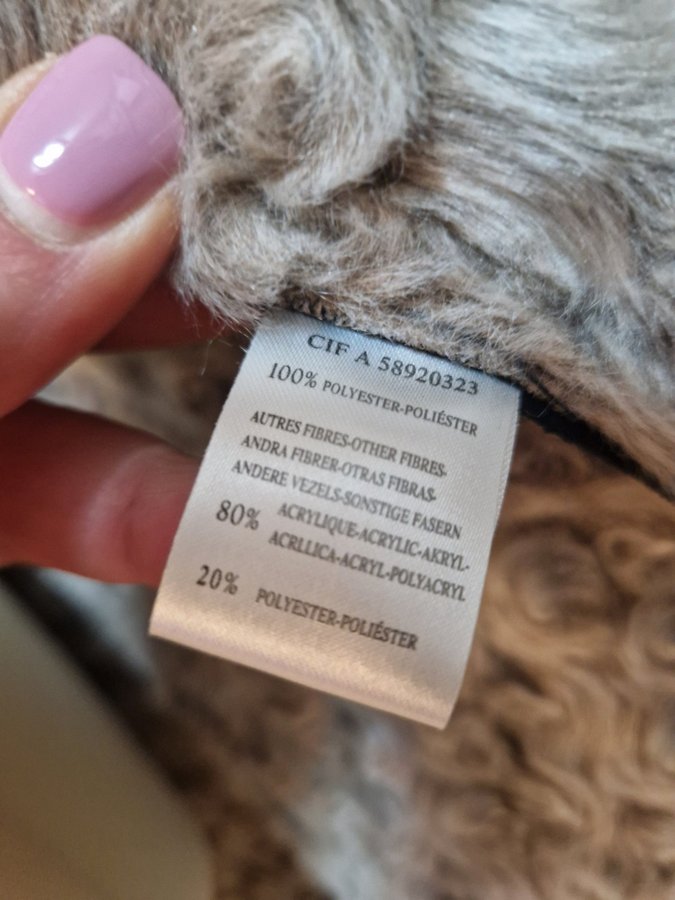 CIF A 58920323
100% POLYESTER-POLIÉSTER
AUTRES FIBRES-OTHER FIBRES-
ANDRA FIBRER-OTRAS FIBRAS-
ANDERE VEZELS-SONSTIGE FASERN
80% ACRYLIQUE-ACRYLIC-AKRYL-
ACRLLICA-ACRYL-POLYACRYL
20% POLYESTER-POLIÉSTER